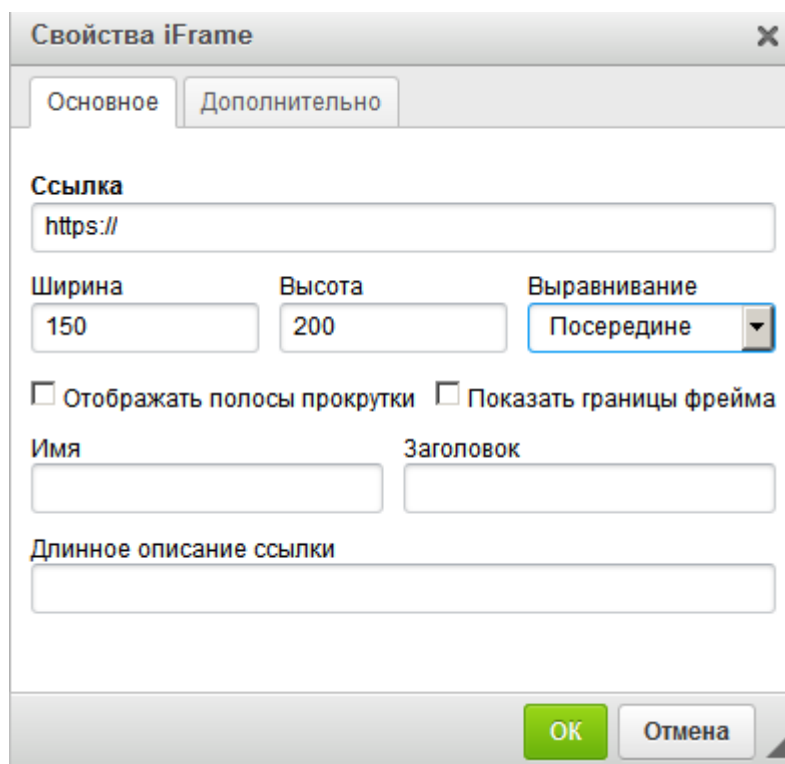 Свойства iFrame
Основное Дополнительно
Ссылка
https://
Ширина Высота Выравнивание
150 200 Посередине
Отображать полосы прокрутки Показать границы фрейма
Имя Заголовок
Длинное описание ссылки
ОК Отмена